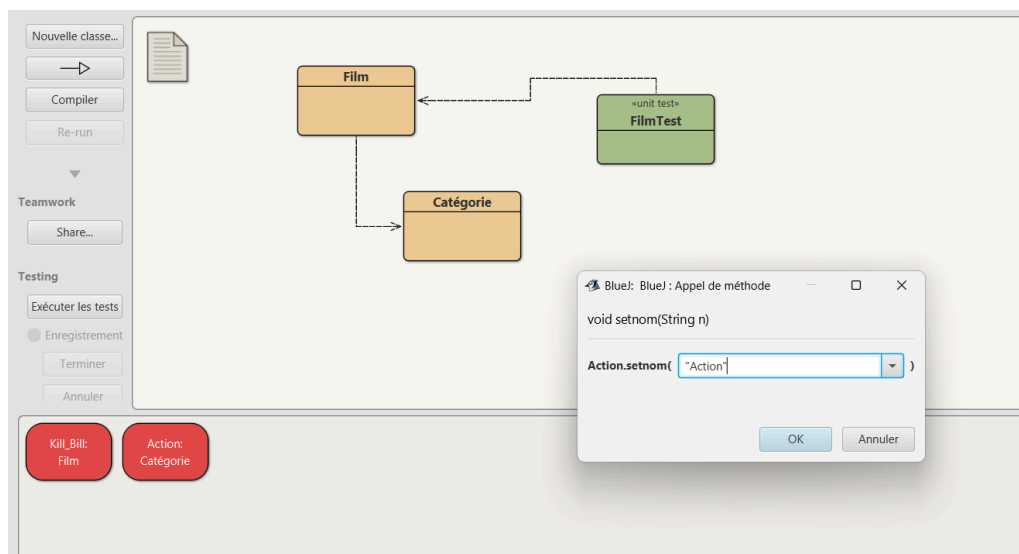 Nouvelle classe...
Compiler
Re-run
Teamwork
Share...
Testing
Exécuter les tests
Enregistrement
Terminer
Annuler
Film
«unit test»
FilmTest
Catégorie
BlueJ: BlueJ : Appel de méthode
void setnom(String n)
Action.setnom( "Action" )
OK
Annuler
Kill_Bill:
Film
Action:
Catégorie